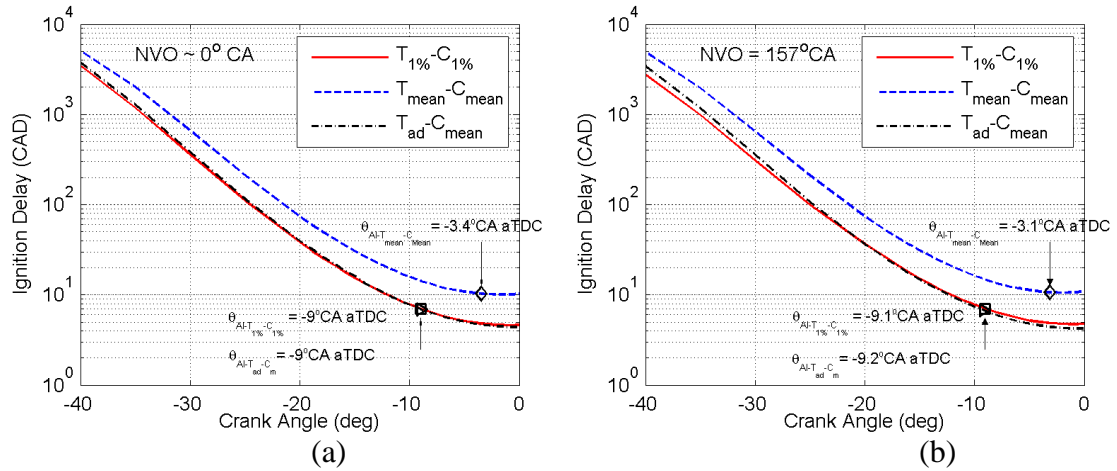 NVO ~ 0° CA
T1%-C1%
Tmean-Cmean
Tad-Cmean
θAI-Tmean-CMean = -3.4°CA aTDC
θAI-T1%-C1% = -9°CA aTDC
θAI-Tad-Cm = -9°CA aTDC
Ignition Delay (CAD)
10^4
10^3
10^2
10^1
10^0
-40 -30 -20 -10 0
Crank Angle (deg)
(a)
NVO = 157°CA
T1%-C1%
Tmean-Cmean
Tad-Cmean
θAI-Tmean-CMean = -3.1°CA aTDC
θAI-T1%-C1% = -9.1°CA aTDC
θAI-Tad-Cm = -9.2°CA aTDC
Ignition Delay (CAD)
10^4
10^3
10^2
10^1
10^0
-40 -30 -20 -10 0
Crank Angle (deg)
(b)